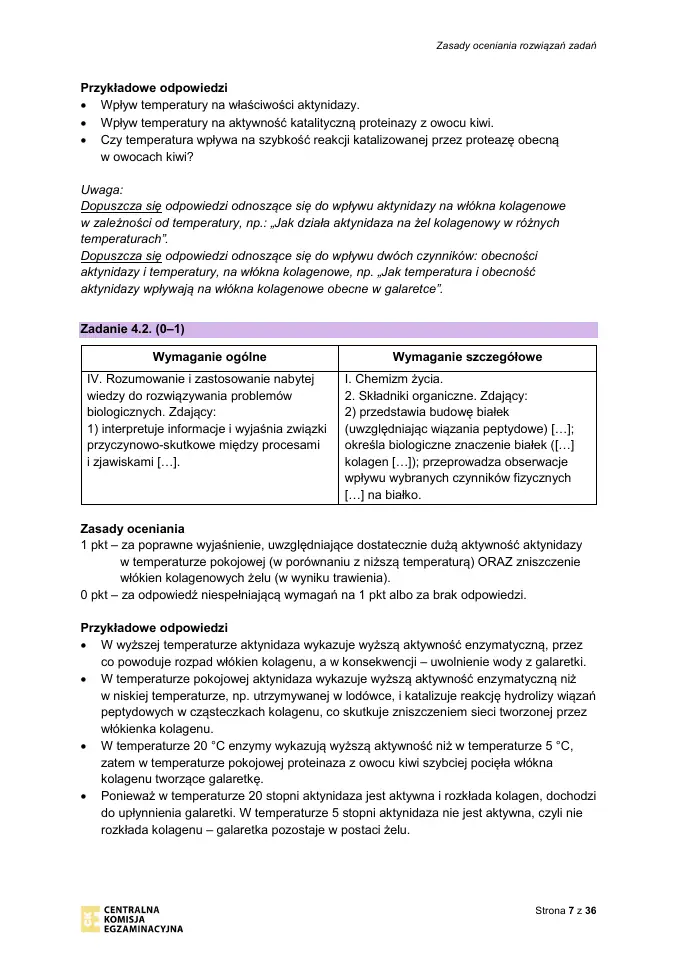 Zasady oceniania rozwiązań zadań
Przykładowe odpowiedzi
• Wpływ temperatury na właściwości aktynidazy.
• Wpływ temperatury na aktywność katalityczną proteinazy z owocu kiwi.
• Czy temperatura wpływa na szybkość reakcji katalizowanej przez proteazę obecną
w owocach kiwi?
Uwaga:
Dopuszcza się odpowiedzi odnoszące się do wpływu aktynidazy na włókna kolagenowe
w zależności od temperatury, np.: „Jak działa aktynidaza na żel kolagenowy w różnych
temperaturach”.
Dopuszcza się odpowiedzi odnoszące się do wpływu dwóch czynników: obecności
aktynidazy i temperatury, na włókna kolagenowe, np. „Jak temperatura i obecność
aktynidazy wpływają na włókna kolagenowe obecne w galaretce”.
Zadanie 4.2. (0–1)
Wymaganie ogólne
IV. Rozumowanie i zastosowanie nabytej
wiedzy do rozwiązywania problemów
biologicznych. Zdający:
1) interpretuje informacje i wyjaśnia związki
przyczynowo-skutkowe między procesami
i zjawiskami […].
Wymaganie szczegółowe
I. Chemizm życia.
2. Składniki organiczne. Zdający:
2) przedstawia budowę białek
(uwzględniając wiązania peptydowe) […];
określa biologiczne znaczenie białek ([…]
kolagen […]); przeprowadza obserwacje
wpływu wybranych czynników fizycznych
[…] na białko.
Zasady oceniania
1 pkt – za poprawne wyjaśnienie, uwzględniające dostatecznie dużą aktywność aktynidazy
w temperaturze pokojowej (w porównaniu z niższą temperaturą) ORAZ zniszczenie
włókien kolagenowych żelu (w wyniku trawienia).
0 pkt – za odpowiedź niespełniającą wymagań na 1 pkt albo za brak odpowiedzi.
Przykładowe odpowiedzi
• W wyższej temperaturze aktynidaza wykazuje wyższą aktywność enzymatyczną, przez
co powoduje rozpad włókien kolagenu, a w konsekwencji – uwolnienie wody z galaretki.
• W temperaturze pokojowej aktynidaza wykazuje wyższą aktywność enzymatyczną niż
w niskiej temperaturze, np. utrzymywanej w lodówce, i katalizuje reakcję hydrolizy wiązań
peptydowych w cząsteczkach kolagenu, co skutkuje zniszczeniem sieci tworzonej przez
włókienka kolagenu.
• W temperaturze 20 °C enzymy wykazują wyższą aktywność niż w temperaturze 5 °C,
zatem w temperaturze pokojowej proteinaza z owocu kiwi szybciej pocięła włókna
kolagenu tworzące galaretkę.
• Ponieważ w temperaturze 20 stopni aktynidaza jest aktywna i rozkłada kolagen, dochodzi
do upłynnienia galaretki. W temperaturze 5 stopni aktynidaza nie jest aktywna, czyli nie
rozkłada kolagenu – galaretka pozostaje w postaci żelu.
CKE
CENTRALNA
KOMISJA
EGZAMINACYJNA
Strona 7 z 36